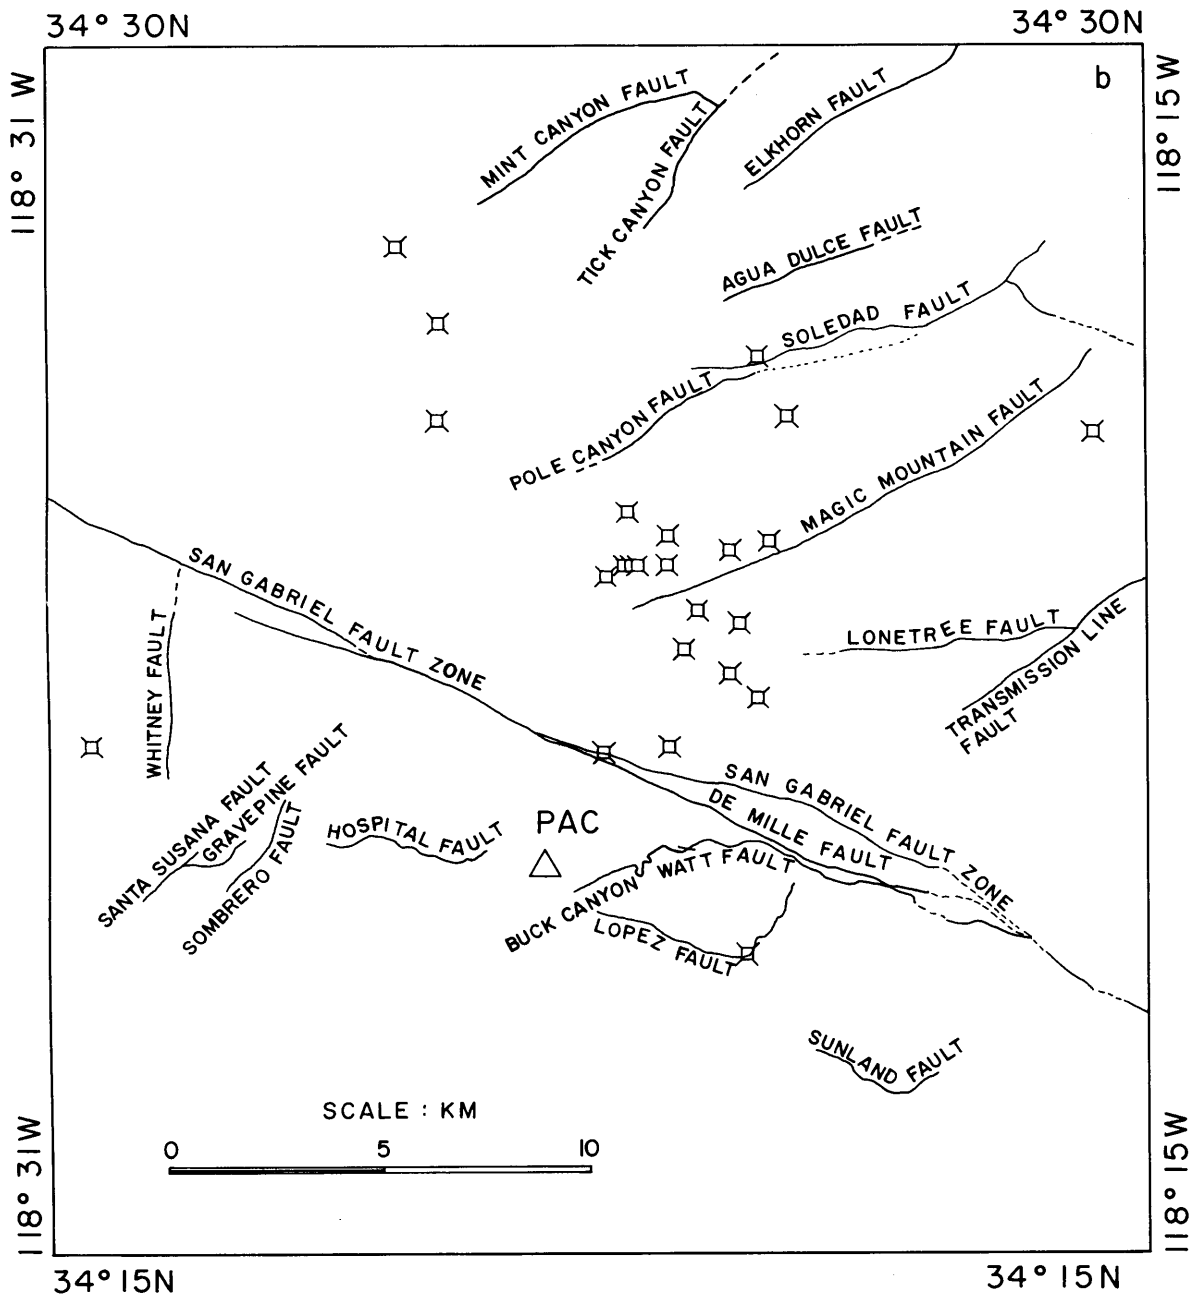 34° 30N
34° 30N
118° 31 W
118° 15W
b
MINT CANYON FAULT
TICK CANYON FAULT
ELKHORN FAULT
AGUA DULCE FAULT
SOLEDAD FAULT
POLE CANYON FAULT
MAGIC MOUNTAIN FAULT
SAN GABRIEL FAULT ZONE
WHITNEY FAULT
LONETREE FAULT
TRANSMISSION LINE
FAULT
SANTA SUSANA FAULT
GRAVEPINE FAULT
SOMBRERO FAULT
HOSPITAL FAULT
PAC
SAN GABRIEL FAULT ZONE
DE MILLE FAULT
WATT FAULT
BUCK CANYON
LOPEZ FAULT
SUNLAND FAULT
SCALE : KM
0 5 10
118° 31W
118° 15W
34° 15N
34° 15N